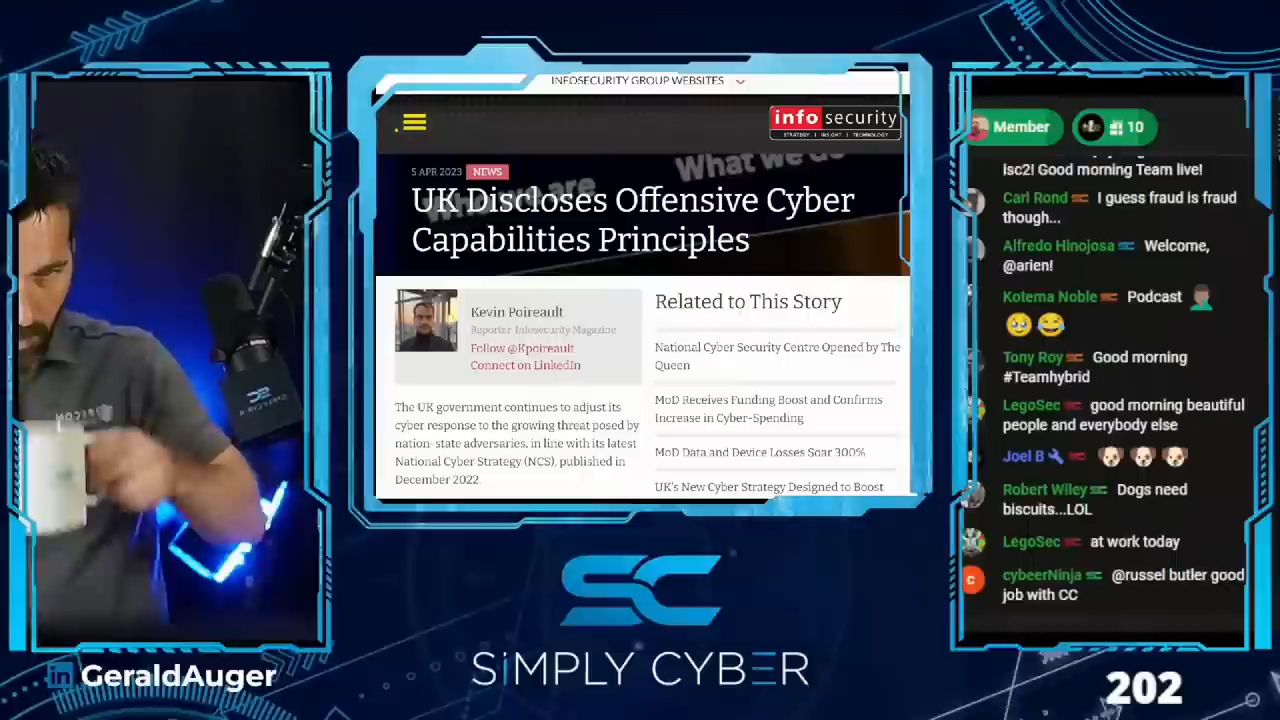 INFOSECURITY GROUP WEBSITES
info security
STRATEGY | INSIGHT | TECHNOLOGY
What we do
5 APR 2023 NEWS
UK Discloses Offensive Cyber
Capabilities Principles
Kevin Poireault
Reporter, Infosecurity Magazine
Follow @Kpoireault
Connect on LinkedIn
The UK government continues to adjust its
cyber response to the growing threat posed by
nation-state adversaries, in line with its latest
National Cyber Strategy (NCS), published in
December 2022.
Related to This Story
National Cyber Security Centre Opened by The
Queen
MoD Receives Funding Boost and Confirms
Increase in Cyber-Spending
MoD Data and Device Losses Soar 300%
UK's New Cyber Strategy Designed to Boost
Member
10
isc2! Good morning Team live!
Carl Rond I guess fraud is fraud
though...
Alfredo Hinojosa Welcome,
@arien!
Kotema Noble Podcast
Tony Roy Good morning
#Teamhybrid
LegoSec good morning beautiful
people and everybody else
Joel B
Robert Wiley Dogs need
biscuits...LOL
LegoSec at work today
C
cybeerNinja @russel butler good
job with CC
SC
SiMPLY CYBER
in GeraldAuger
202